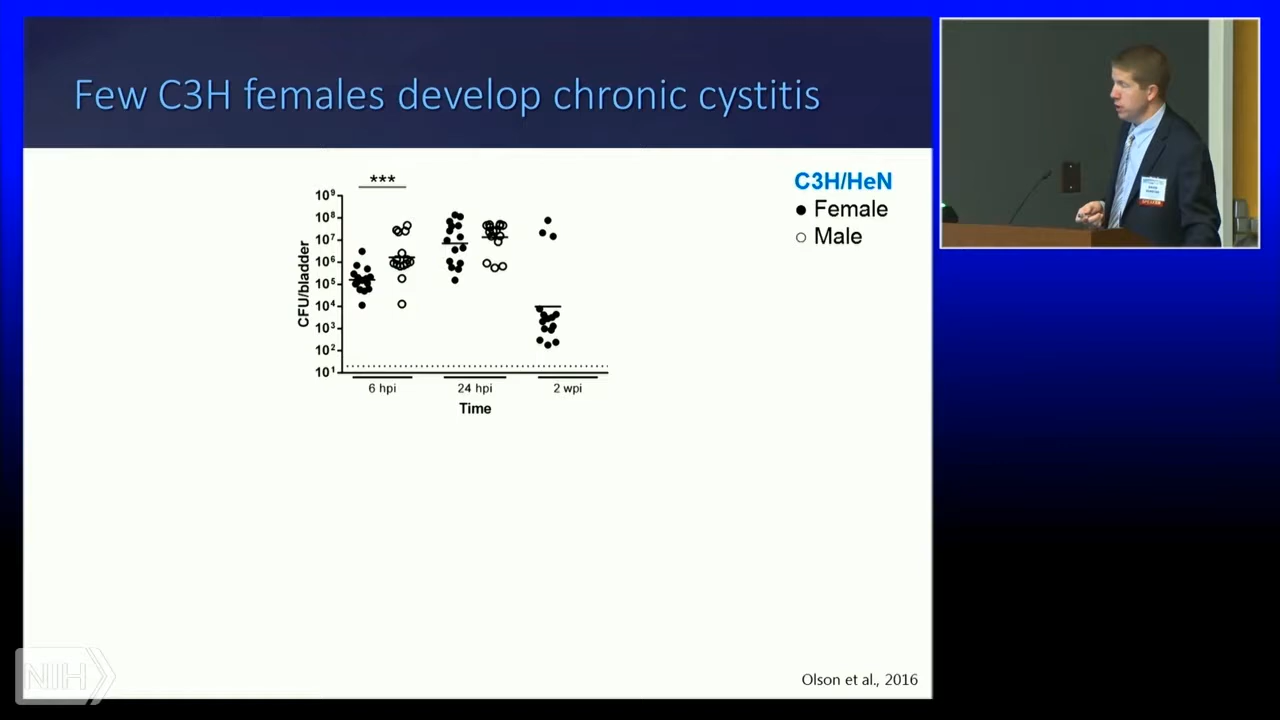 Few C3H females develop chronic cystitis
***
10⁹
10⁸
10⁷
10⁶
10⁵
10⁴
10³
10²
10¹
CFU/bladder
6 hpi
24 hpi
2 wpi
Time
C3H/HeN
Female
Male
Olson et al., 2016
NIH
SPEAKER